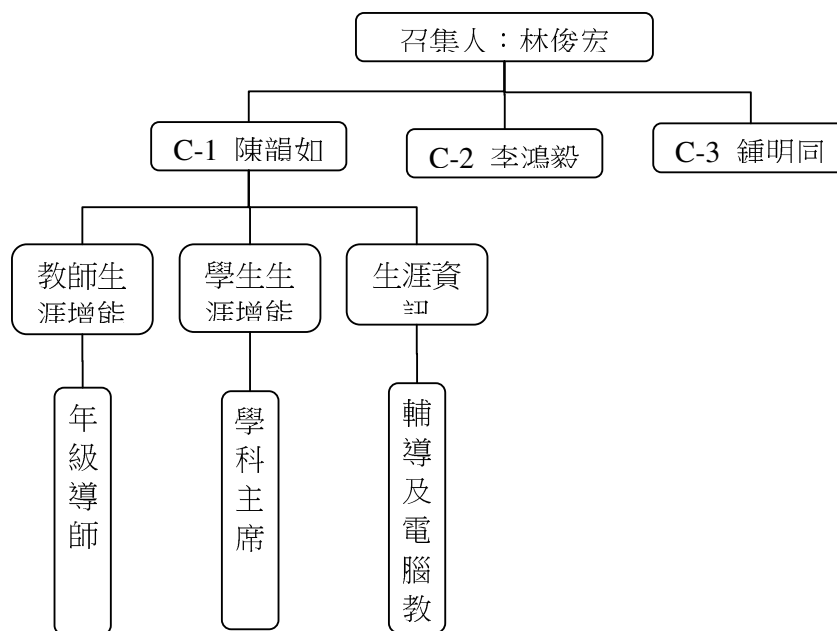 召集人：林俊宏
C-1 陳韻如
C-2 李鴻毅
C-3 鍾明同
教師生
涯增能
學生生
涯增能
生涯資
訊
年級導師
學科主席
輔導及電腦教